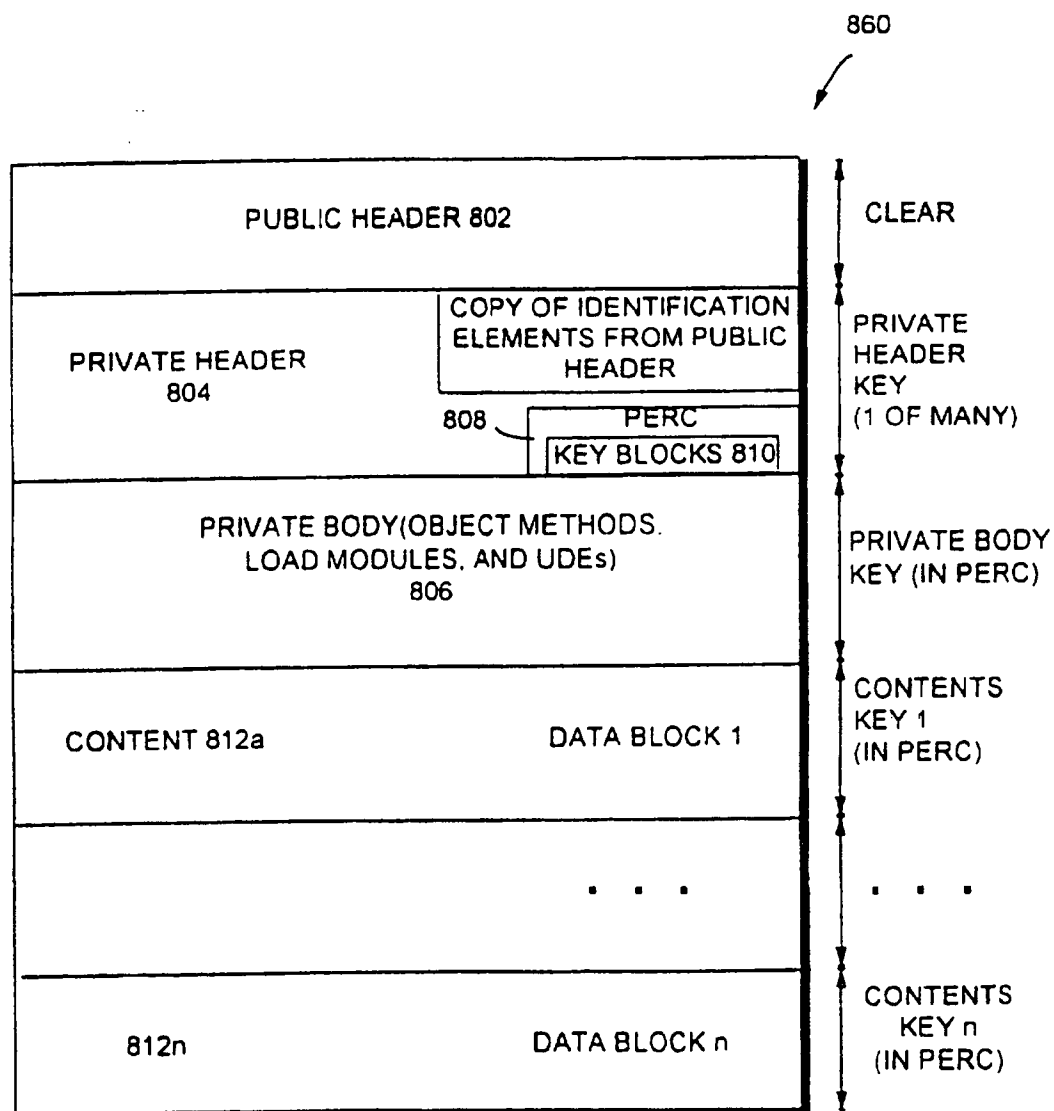 860
PUBLIC HEADER 802
CLEAR
PRIVATE HEADER
804
COPY OF IDENTIFICATION
ELEMENTS FROM PUBLIC
HEADER
808
PERC
KEY BLOCKS 810
PRIVATE
HEADER
KEY
(1 OF MANY)
PRIVATE BODY(OBJECT METHODS.
LOAD MODULES, AND UDEs)
806
PRIVATE BODY
KEY (IN PERC)
CONTENT 812a
DATA BLOCK 1
CONTENTS
KEY 1
(IN PERC)
. . .
. . .
812n
DATA BLOCK n
CONTENTS
KEY n
(IN PERC)